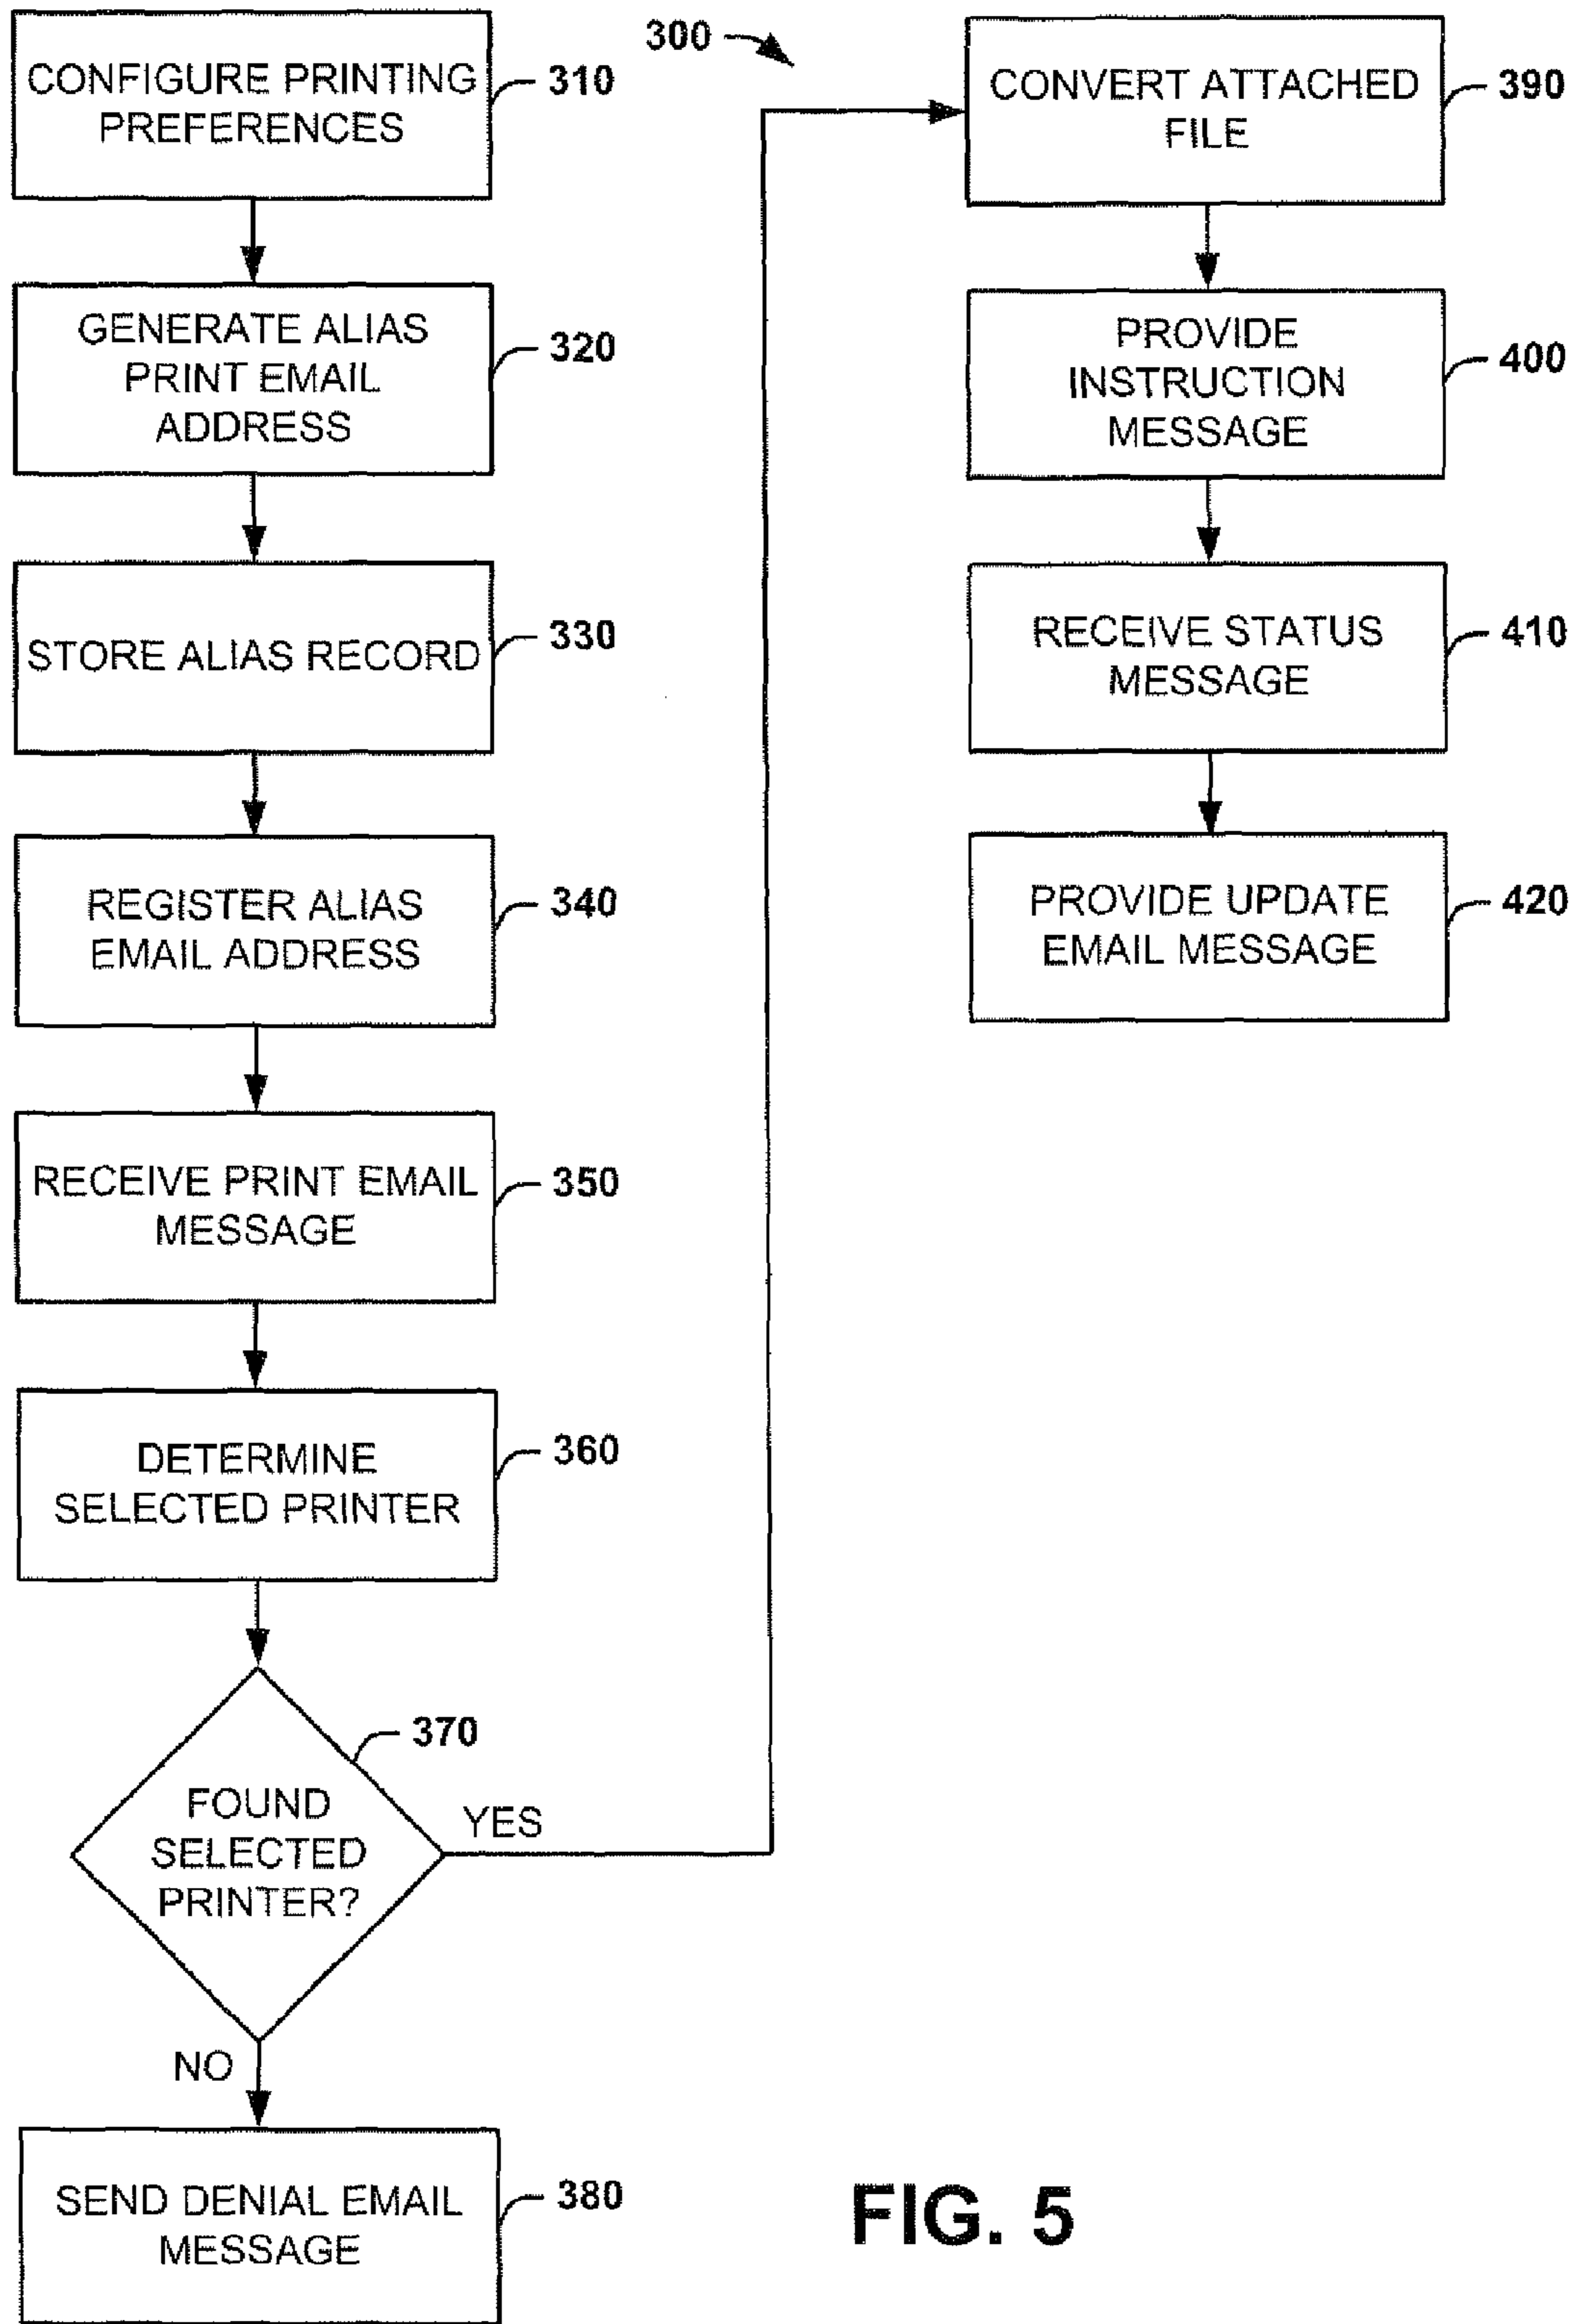 CONFIGURE PRINTING
PREFERENCES
310
GENERATE ALIAS
PRINT EMAIL
ADDRESS
320
STORE ALIAS RECORD
330
REGISTER ALIAS
EMAIL ADDRESS
340
RECEIVE PRINT EMAIL
MESSAGE
350
DETERMINE
SELECTED PRINTER
360
370
FOUND
SELECTED
PRINTER?
YES
NO
SEND DENIAL EMAIL
MESSAGE
380
300
CONVERT ATTACHED
FILE
390
PROVIDE
INSTRUCTION
MESSAGE
400
RECEIVE STATUS
MESSAGE
410
PROVIDE UPDATE
EMAIL MESSAGE
420
FIG. 5